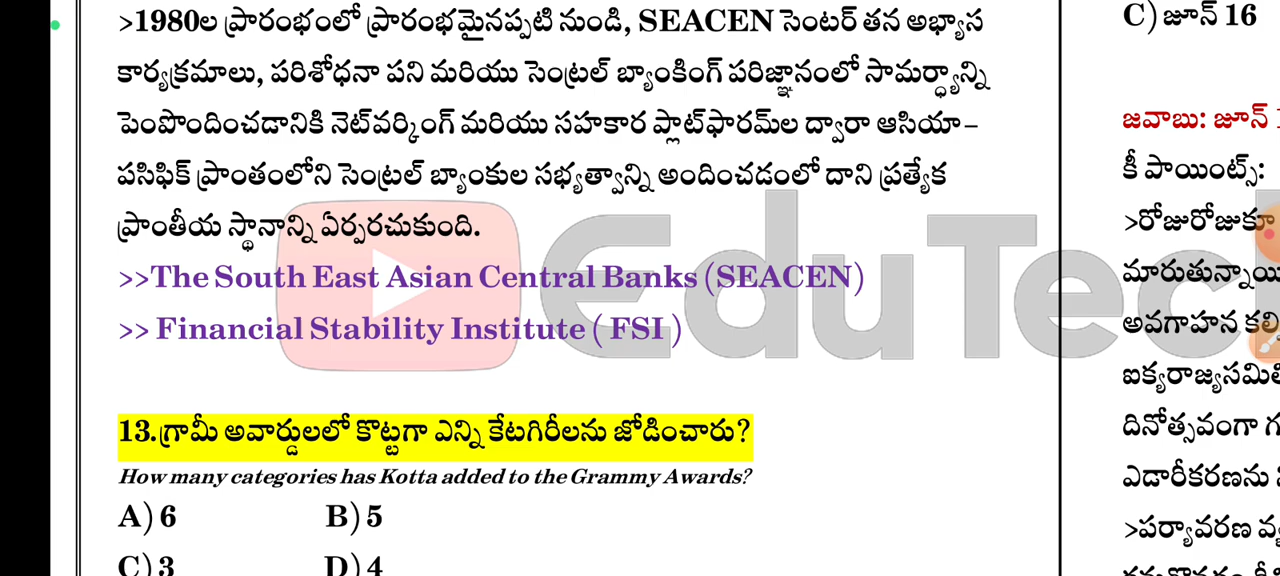 >1980ల ప్రారంభంలో ప్రారంభమైనప్పటి నుండి, SEACEN సెంటర్ తన అభ్యాస
కార్యక్రమాలు, పరిశోధనా పని మరియు సెంట్రల్ బ్యాంకింగ్ పరిజ్ఞానంలో సామర్థ్యాన్ని
పెంపొందించడానికి నెట్‌వర్కింగ్ మరియు సహకార ప్లాట్‌ఫారమ్‌ల ద్వారా ఆసియా–
పసిఫిక్ ప్రాంతంలోని సెంట్రల్ బ్యాంకుల సభ్యత్వాన్ని అందించడంలో దాని ప్రత్యేక
ప్రాంతీయ స్థానాన్ని ఏర్పరచుకుంది.
>>The South East Asian Central Banks (SEACEN)
>> Financial Stability Institute ( FSI )
13.గ్రామీ అవార్డులలో కొట్టగా ఎన్ని కేటగిరీలను జోడించారు?
How many categories has Kotta added to the Grammy Awards?
A) 6 B) 5
C) 3 D) 4
C) జూన్ 16
జవాబు: జూన్
కీ పాయింట్స్:
>రోజురోజుకూ
మారుతున్నాయి
అవగాహన
ఐక్యరాజ్యసమితి
దినోత్సవంగా
ఎడారీకరణను
>పర్యావరణ
EduTech